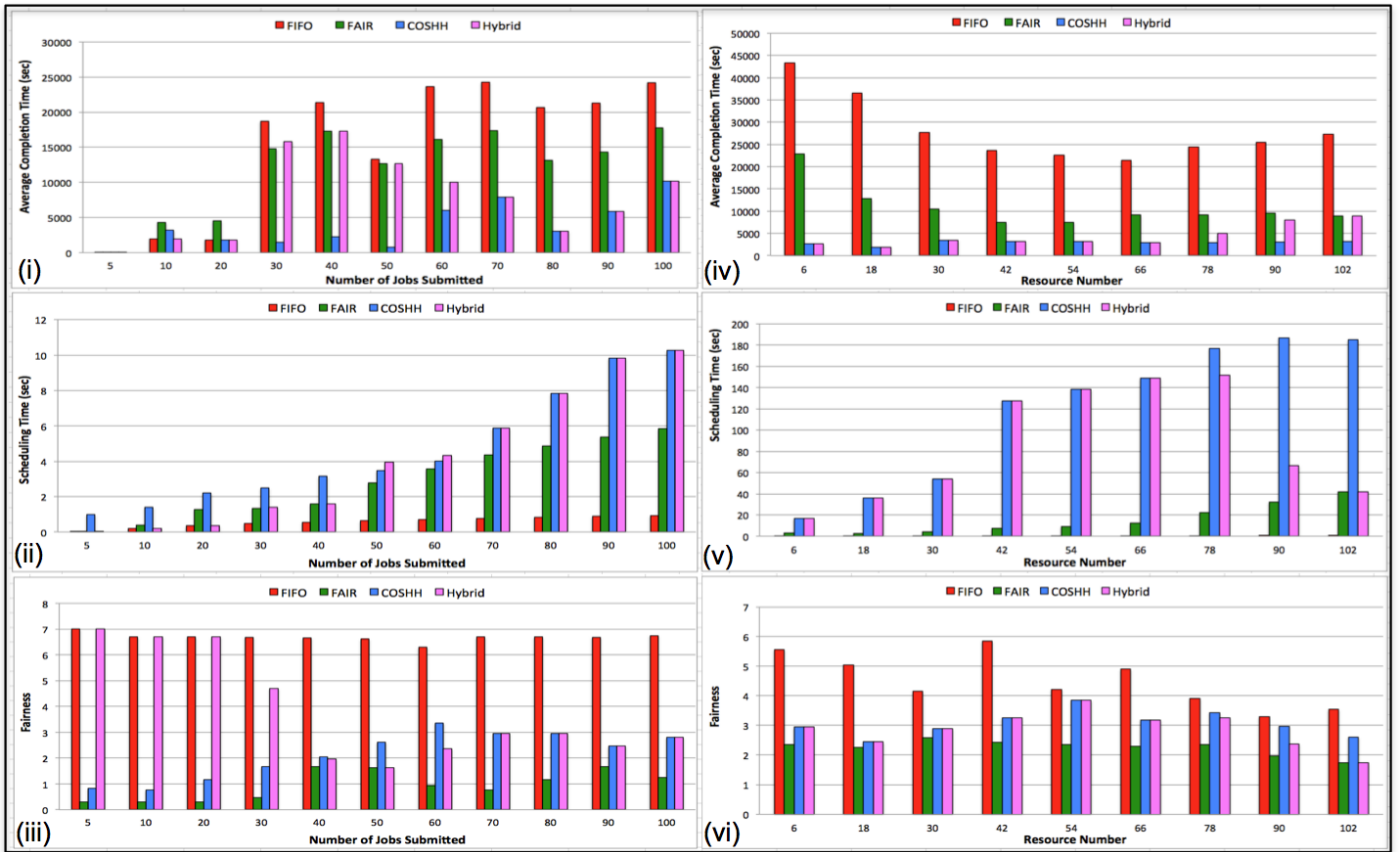 FIFO FAIR COSHH Hybrid
Average Completion Time (sec)
30000
25000
20000
15000
10000
5000
0
5 10 20 30 40 50 60 70 80 90 100
Number of Jobs Submitted
(i)
FIFO FAIR COSHH Hybrid
Average Completion Time (sec)
50000
45000
40000
35000
30000
25000
20000
15000
10000
5000
0
6 18 30 42 54 66 78 90 102
Resource Number
(iv)
FIFO FAIR COSHH Hybrid
Scheduling Time (sec)
12
10
8
6
4
2
0
5 10 20 30 40 50 60 70 80 90 100
Number of Jobs Submitted
(ii)
FIFO FAIR COSHH Hybrid
Scheduling Time (sec)
200
180
160
140
120
100
80
60
40
20
0
6 18 30 42 54 66 78 90 102
Resource Number
(v)
FIFO FAIR COSHH Hybrid
Fairness
8
7
6
5
4
3
2
1
0
5 10 20 30 40 50 60 70 80 90 100
Number of Jobs Submitted
(iii)
FIFO FAIR COSHH Hybrid
Fairness
7
6
5
4
3
2
1
0
6 18 30 42 54 66 78 90 102
Resource Number
(vi)